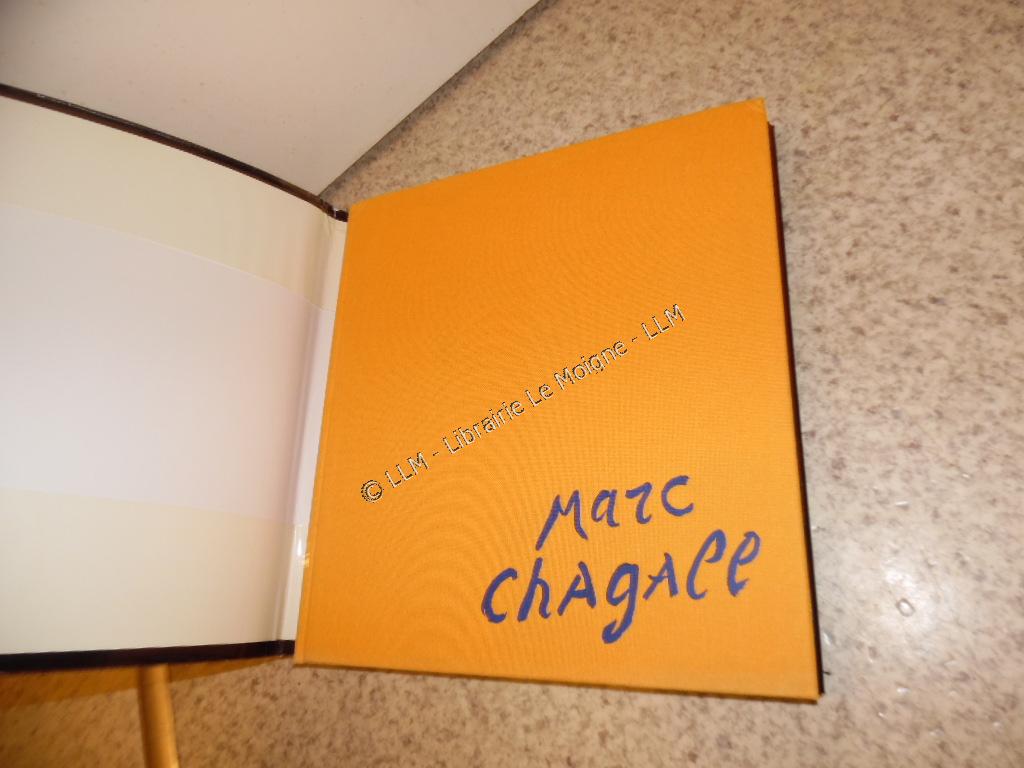 © LLM - Librairie Le Moigne - LLM
Marc
ChAgAll